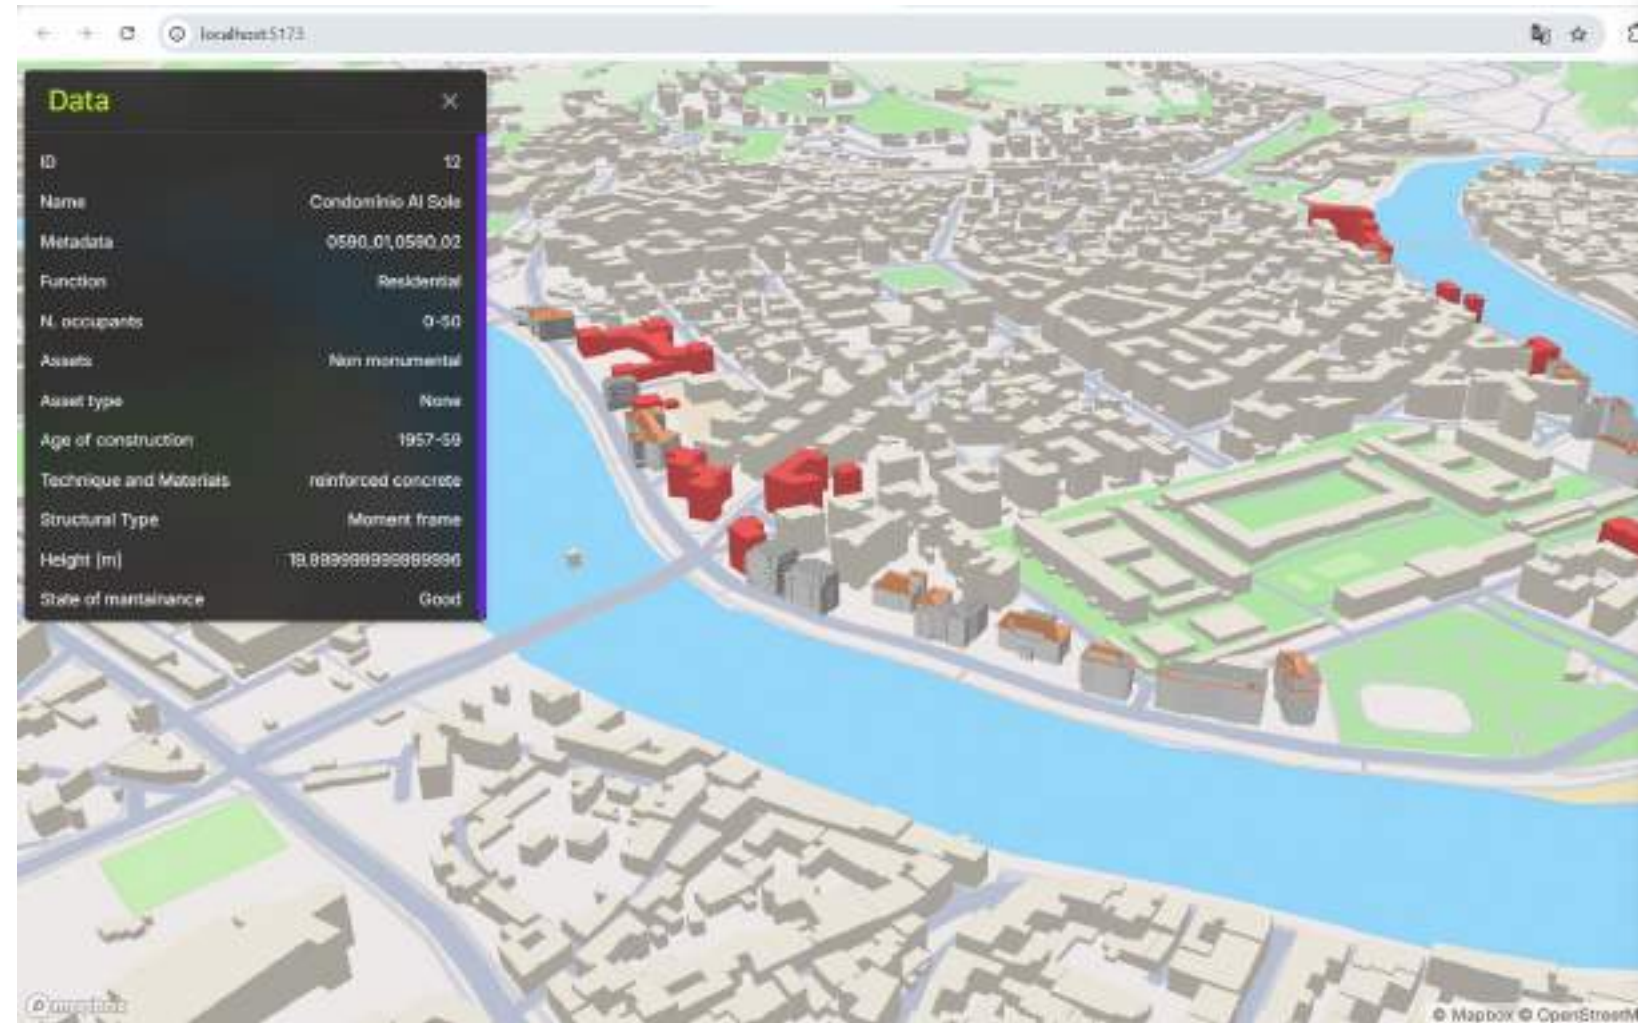 localhost:5173
Data
ID 12
Name Condominio Al Sole
Metadata 0590_01,0590_02
Function Residential
N. occupants 0-50
Assets Non monumental
Asset type None
Age of construction 1957-59
Technique and Materials reinforced concrete
Structural Type Moment frame
Height [m] 19.999999999999996
State of mantainance Good
© Mapbox © OpenStreetM